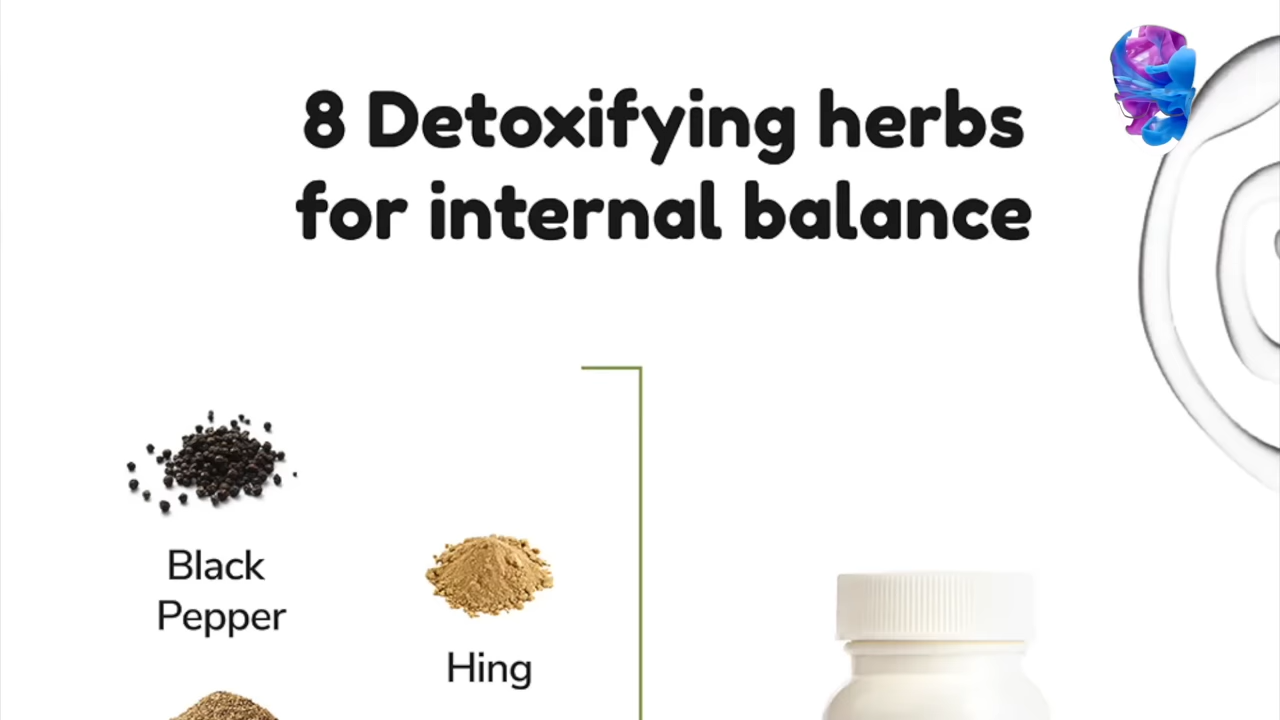 8 Detoxifying herbs
for internal balance
Black
Pepper
Hing